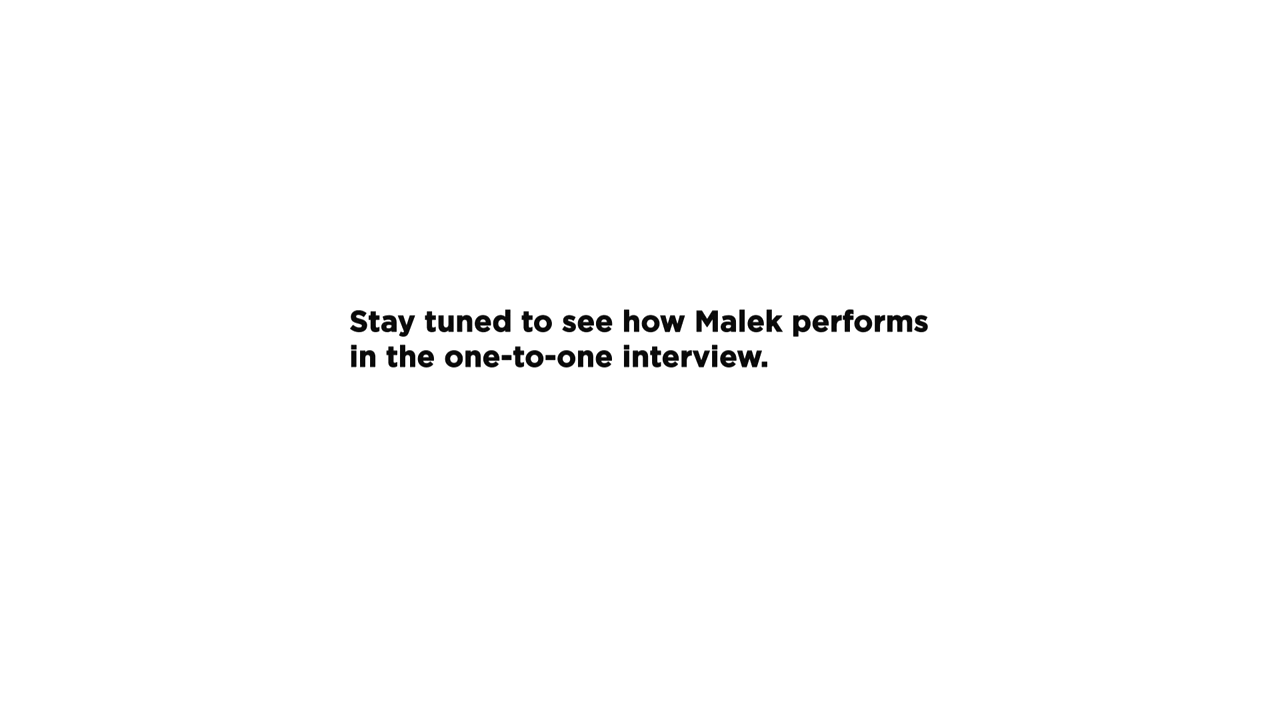 Stay tuned to see how Malek performs
in the one-to-one interview.